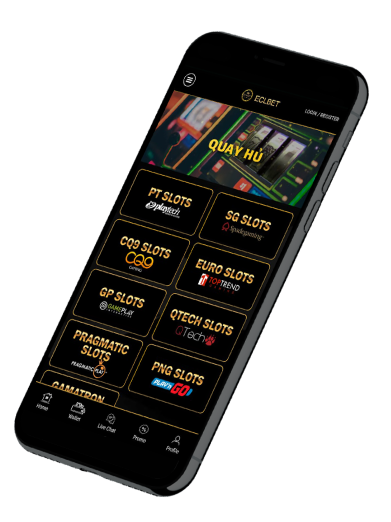 ECLBET
LOGIN / REGISTER
QUAY HŨ
PT SLOTS
playtech
SG SLOTS
Spadegaming
CQ9 SLOTS
CQ9
GAMING
EURO SLOTS
TOPTREND
GP SLOTS
GAMEPLAY
QTECH SLOTS
QTech
PRAGMATIC
SLOTS
PRAGMATIC PLAY
PNG SLOTS
PLAY'N GO
GAMATRON
Home
Wallet
Live Chat
Promo
Profile